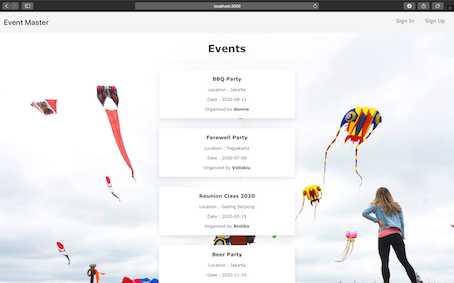 localhost:3000
Event Master
Sign In
Sign Up
Events
BBQ Party
Location : Jakarta
Date : 2020-08-12
Organized by dennis
Farewell Party
Location : Yogyakarta
Date : 2020-07-08
Organized by Vidiskiu
Reunion Class 2020
Location : Gading Serpong
Date : 2020-05-15
Organized by Andika
Beer Party
Location : Jakarta
Date : 2020-11-10